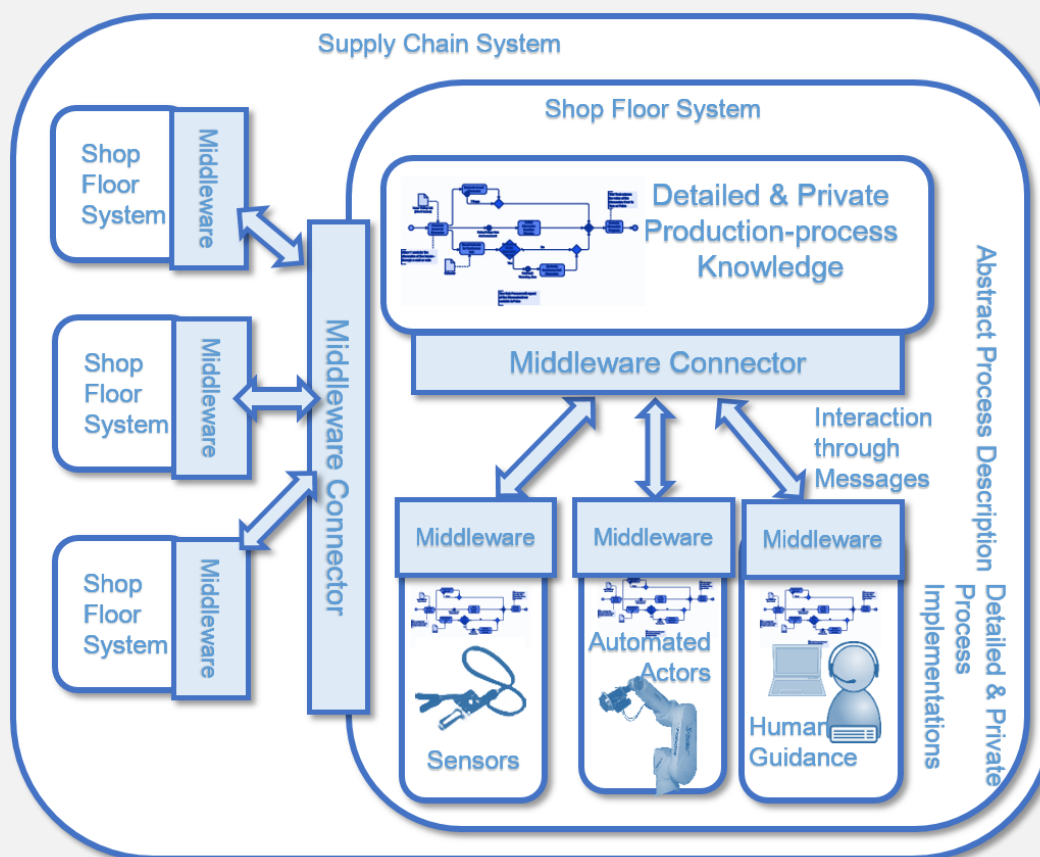 Supply Chain System
Shop Floor System
Shop
Floor
System
Middleware
Shop
Floor
System
Middleware
Shop
Floor
System
Middleware
Middleware Connector
Detailed & Private
Production-process
Knowledge
Middleware Connector
Interaction
through
Messages
Middleware
Middleware
Middleware
Sensors
Automated
Actors
Human
Guidance
Abstract Process Description
Detailed & Private
Process
Implementations